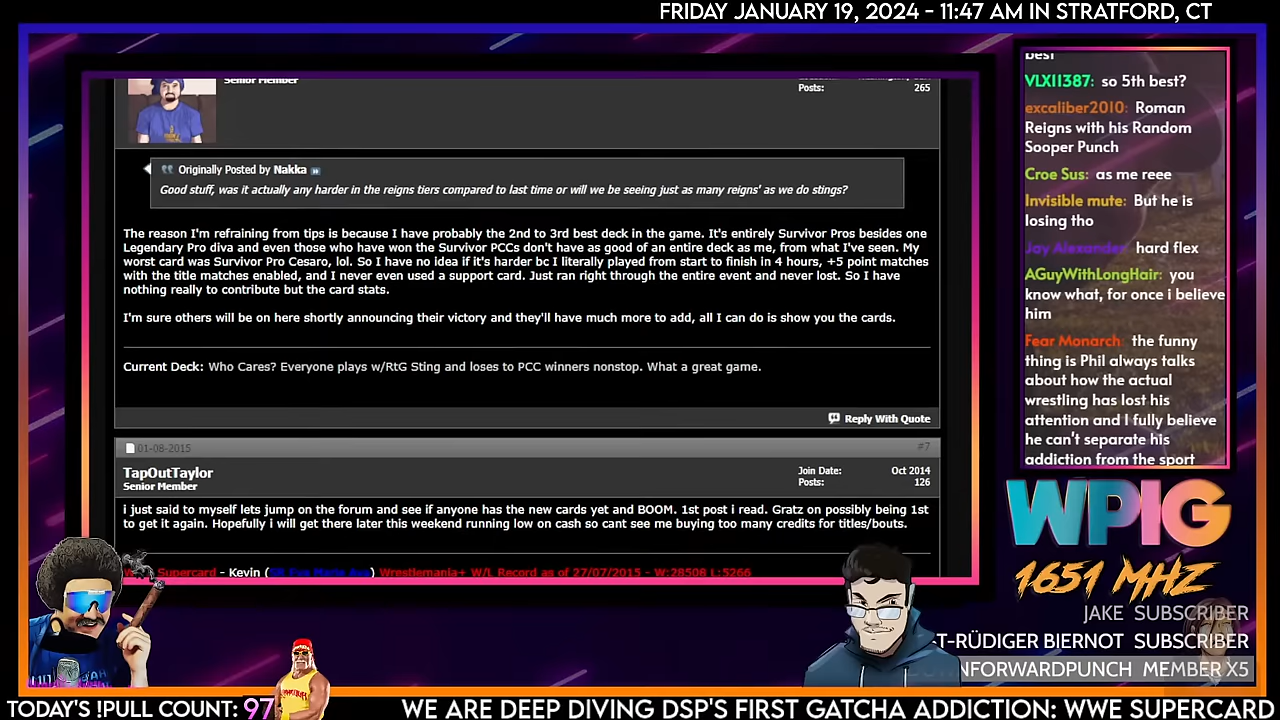 FRIDAY JANUARY 19, 2024 - 11:47 AM IN STRATFORD, CT
Senior Member
Posts: 265
Originally Posted by Nakka
Good stuff, was it actually any harder in the reigns tiers compared to last time or will we be seeing just as many reigns' as we do stings?
The reason I'm refraining from tips is because I have probably the 2nd to 3rd best deck in the game. It's entirely Survivor Pros besides one
Legendary Pro diva and even those who have won the Survivor PCCs don't have as good of an entire deck as me, from what I've seen. My
worst card was Survivor Pro Cesaro, lol. So I have no idea if it's harder bc I literally played from start to finish in 4 hours, +5 point matches
with the title matches enabled, and I never even used a support card. Just ran right through the entire event and never lost. So I have
nothing really to contribute but the card stats.
I'm sure others will be on here shortly announcing their victory and they'll have much more to add, all I can do is show you the cards.
Current Deck: Who Cares? Everyone plays w/RtG Sting and loses to PCC winners nonstop. What a great game.
Reply With Quote
01-08-2015 #7
TapOutTaylor
Senior Member
Join Date: Oct 2014
Posts: 126
i just said to myself lets jump on the forum and see if anyone has the new cards yet and BOOM. 1st post i read. Gratz on possibly being 1st
to get it again. Hopefully i will get there later this weekend running low on cash so cant see me buying too many credits for titles/bouts.
Supercard - Kevin ( ) Wrestlemania+ W/L Record as of 27/07/2015 - W:28508 L:5266
best
VLX11387: so 5th best?
excaliber2010: Roman
Reigns with his Random
Sooper Punch
Croe Sus: as me reee
Invisible mute: But he is
losing tho
Jay Alexander: hard flex
AGuyWithLongHair: you
know what, for once i believe
him
Fear Monarch: the funny
thing is Phil always talks
about how the actual
wrestling has lost his
attention and I fully believe
he can't separate his
addiction from the sport
WPIG
1651 MHZ
JAKE SUBSCRIBER
T-RÜDIGER BIERNOT SUBSCRIBER
NFORWARDPUNCH MEMBER X5
TODAY'S !PULL COUNT: 97
WE ARE DEEP DIVING DSP'S FIRST GATCHA ADDICTION: WWE SUPERCARD